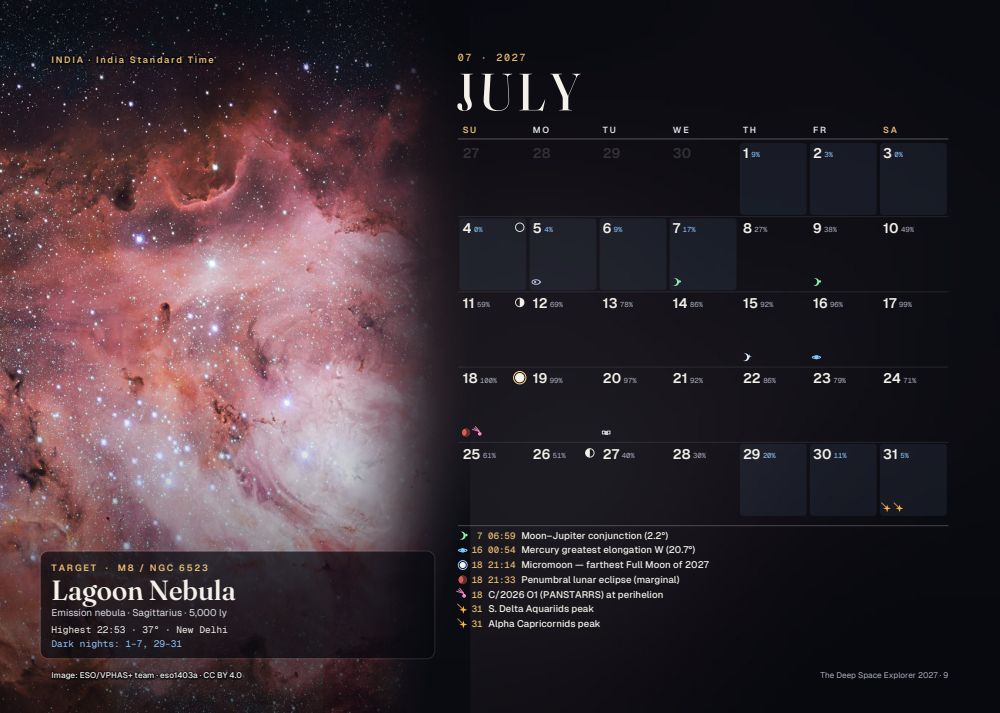 INDIA · India Standard Time
07 · 2027
JULY
SU MO TU WE TH FR SA
27 28 29 30 1 9% 2 3% 3 0%
4 0% 5 4% 6 9% 7 17% 8 27% 9 38% 10 49%
11 59% 12 69% 13 78% 14 86% 15 92% 16 96% 17 99%
18 100% 19 99% 20 97% 21 92% 22 86% 23 79% 24 71%
25 61% 26 51% 27 40% 28 30% 29 20% 30 11% 31 5%
7 06:59 Moon–Jupiter conjunction (2.2°)
16 00:54 Mercury greatest elongation W (20.7°)
18 21:14 Micromoon — farthest Full Moon of 2027
18 21:33 Penumbral lunar eclipse (marginal)
18 C/2026 O1 (PANSTARRS) at perihelion
31 S. Delta Aquariids peak
31 Alpha Capricornids peak
TARGET · M8 / NGC 6523
Lagoon Nebula
Emission nebula · Sagittarius · 5,000 ly
Highest 22:53 · 37° · New Delhi
Dark nights: 1–7, 29–31
Image: ESO/VPHAS+ team · eso1403a · CC BY 4.0
The Deep Space Explorer 2027 · 9